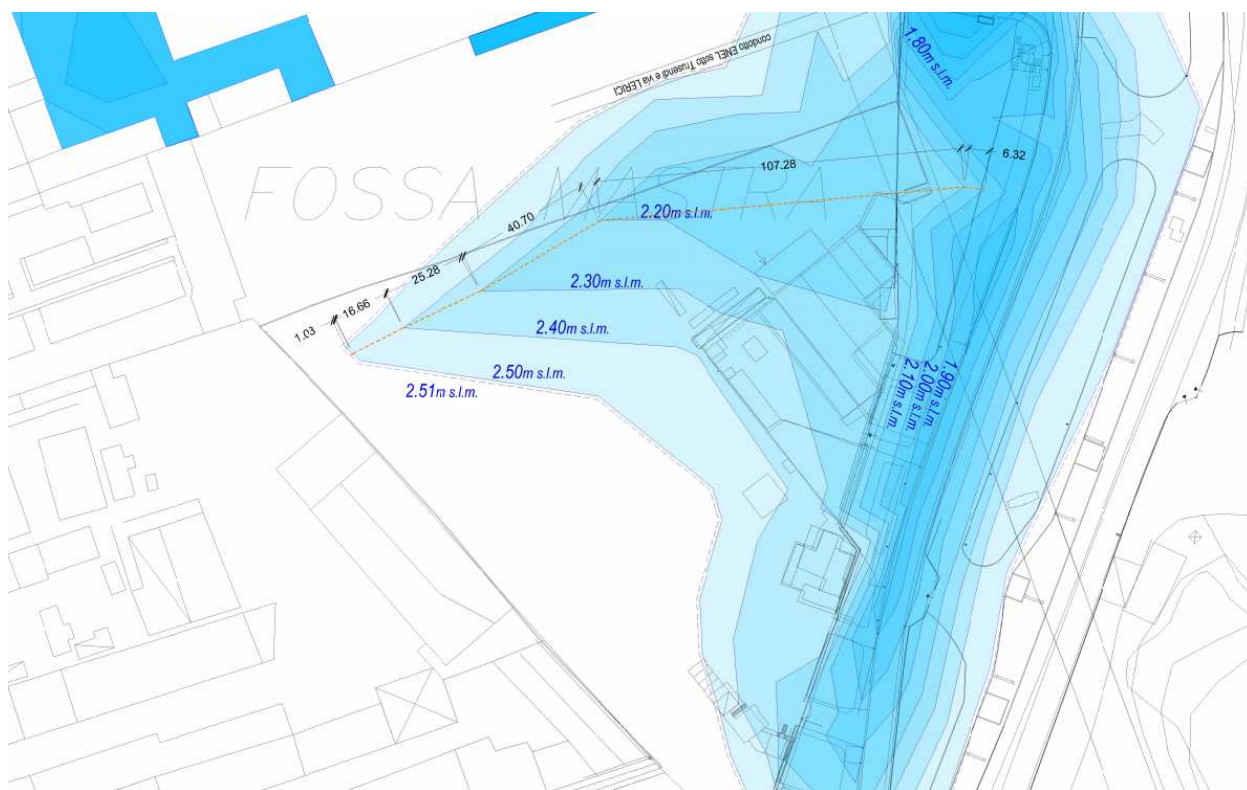 condotto ENEL sotto Trusendi e via LERICI
1.80m s.l.m.
FOSSA MASTRA
107.28
6.32
40.70
2.20m s.l.m.
25.28
2.30m s.l.m.
16.66
1.03
2.40m s.l.m.
2.50m s.l.m.
2.51m s.l.m.
1.90m s.l.m.
2.00m s.l.m.
2.10m s.l.m.